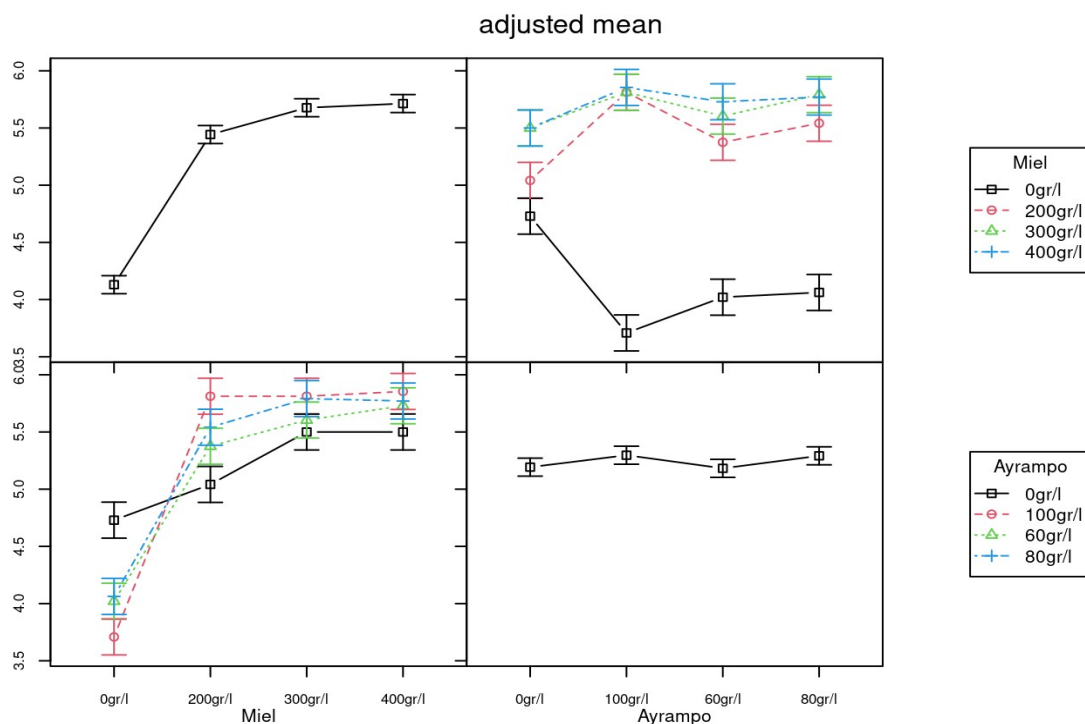 adjusted mean
6.0
5.5
5.0
4.5
4.0
3.5
6.0
5.5
5.0
4.5
4.0
3.5
0gr/l 200gr/l 300gr/l 400gr/l
Miel
0gr/l 100gr/l 60gr/l 80gr/l
Ayrampo
Miel
0gr/l
200gr/l
300gr/l
400gr/l
Ayrampo
0gr/l
100gr/l
60gr/l
80gr/l